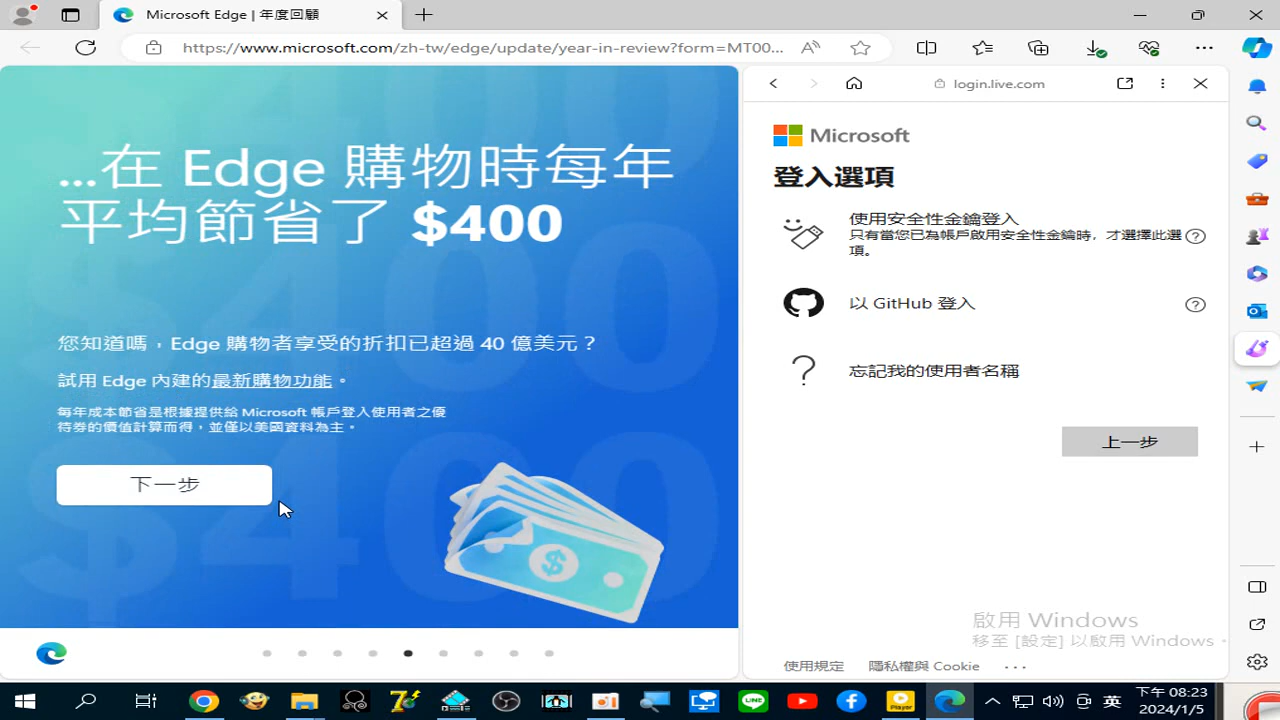 Microsoft Edge | 年度回顧
https://www.microsoft.com/zh-tw/edge/update/year-in-review?form=MT00...
...在 Edge 購物時每年
平均節省了 $400
您知道嗎，Edge 購物者享受的折扣已超過 40 億美元？
試用 Edge 內建的最新購物功能。
每年成本節省是根據提供給 Microsoft 帳戶登入使用者之優
待券的價值計算而得，並僅以美國資料為主。
下一步
login.live.com
Microsoft
登入選項
使用安全性金鑰登入
只有當您已為帳戶啟用安全性金鑰時，才選擇此選
項。
以 GitHub 登入
忘記我的使用者名稱
上一步
啟用 Windows
移至 [設定] 以啟用 Windows。
使用規定 隱私權與 Cookie ...
英
下午 08:23
2024/1/5
LINE
Player